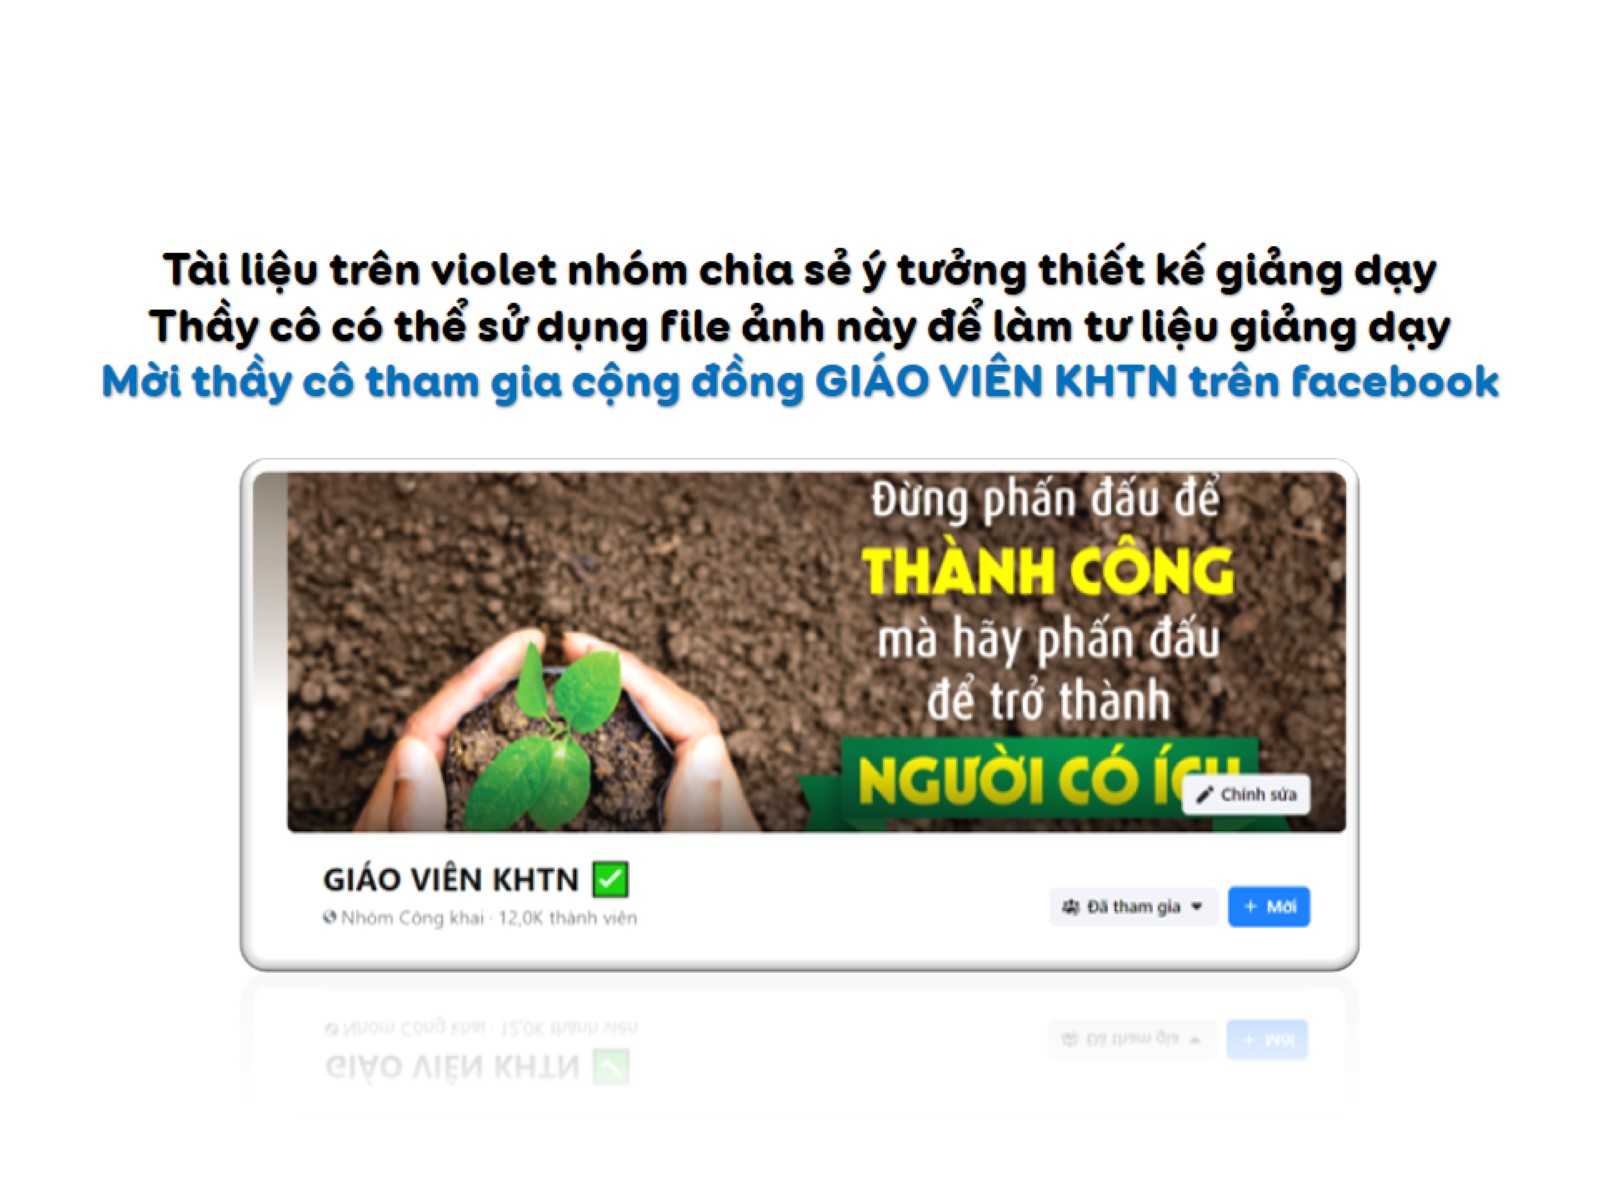 Tài liệu trên violet nhóm chia sẻ ý tưởng thiết kế giảng dạy
Thầy cô có thể sử dụng file ảnh này để làm tư liệu giảng dạy
Mời thầy cô tham gia cộng đồng GIÁO VIÊN KHTN trên facebook
Đừng phấn đấu để
THÀNH CÔNG
mà hãy phấn đấu
để trở thành
NGƯỜI CÓ ÍCH
Chỉnh sửa
GIÁO VIÊN KHTN
Nhóm Công khai · 12,0K thành viên
Đã tham gia
+ Mời